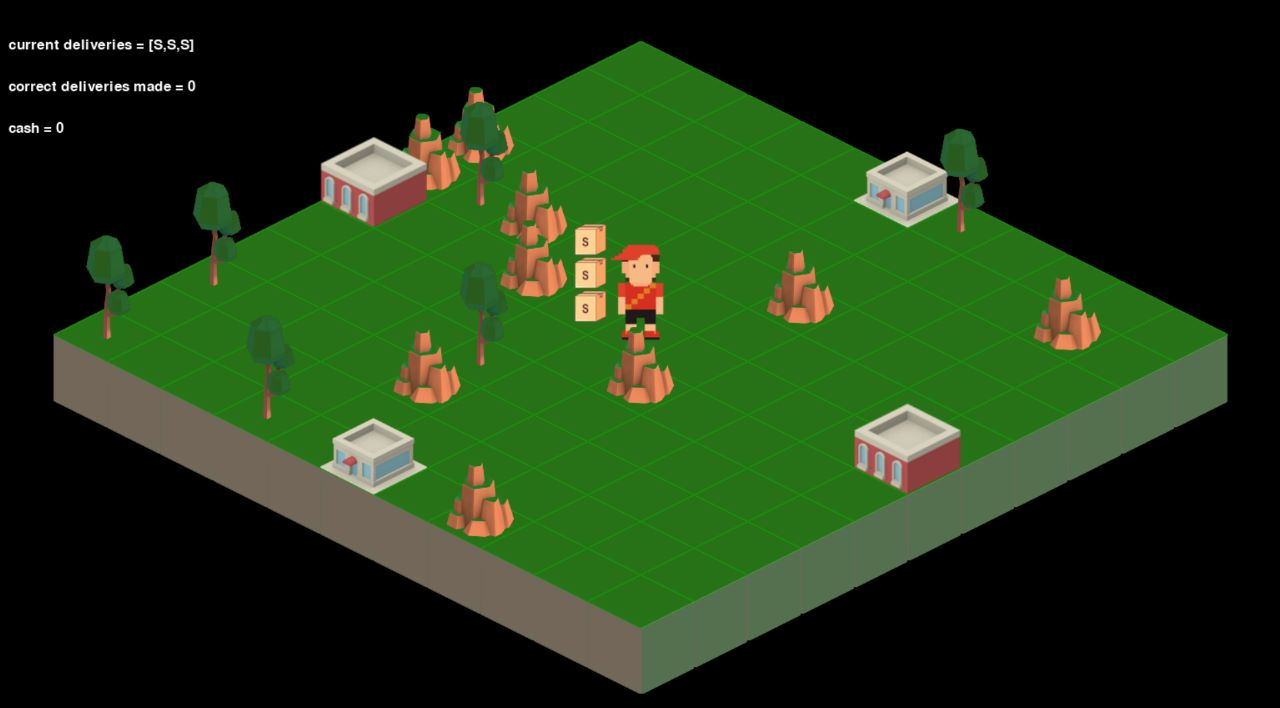 current deliveries = [S,S,S]
correct deliveries made = 0
cash = 0
S
S
S